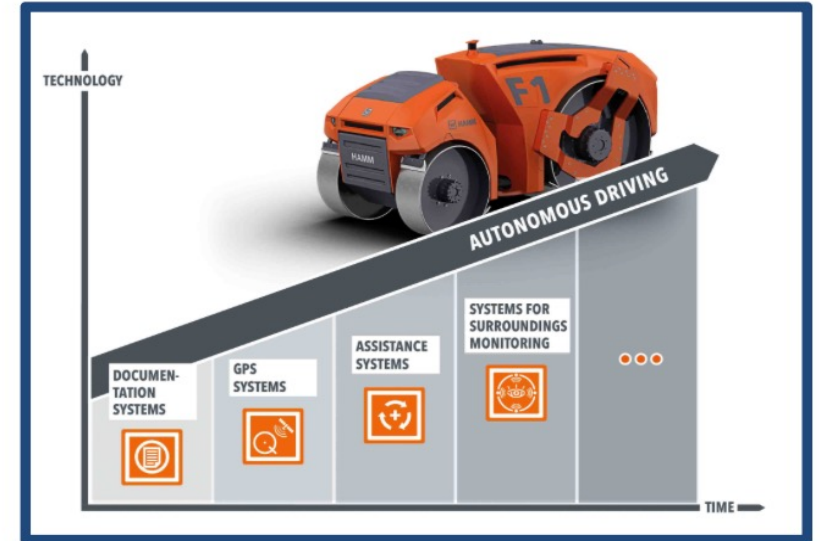 TECHNOLOGY
F1
HAMM
HAMM
AUTONOMOUS DRIVING
SYSTEMS FOR
SURROUNDINGS
MONITORING
ASSISTANCE
SYSTEMS
GPS
SYSTEMS
DOCUMEN-
TATION
SYSTEMS
TIME